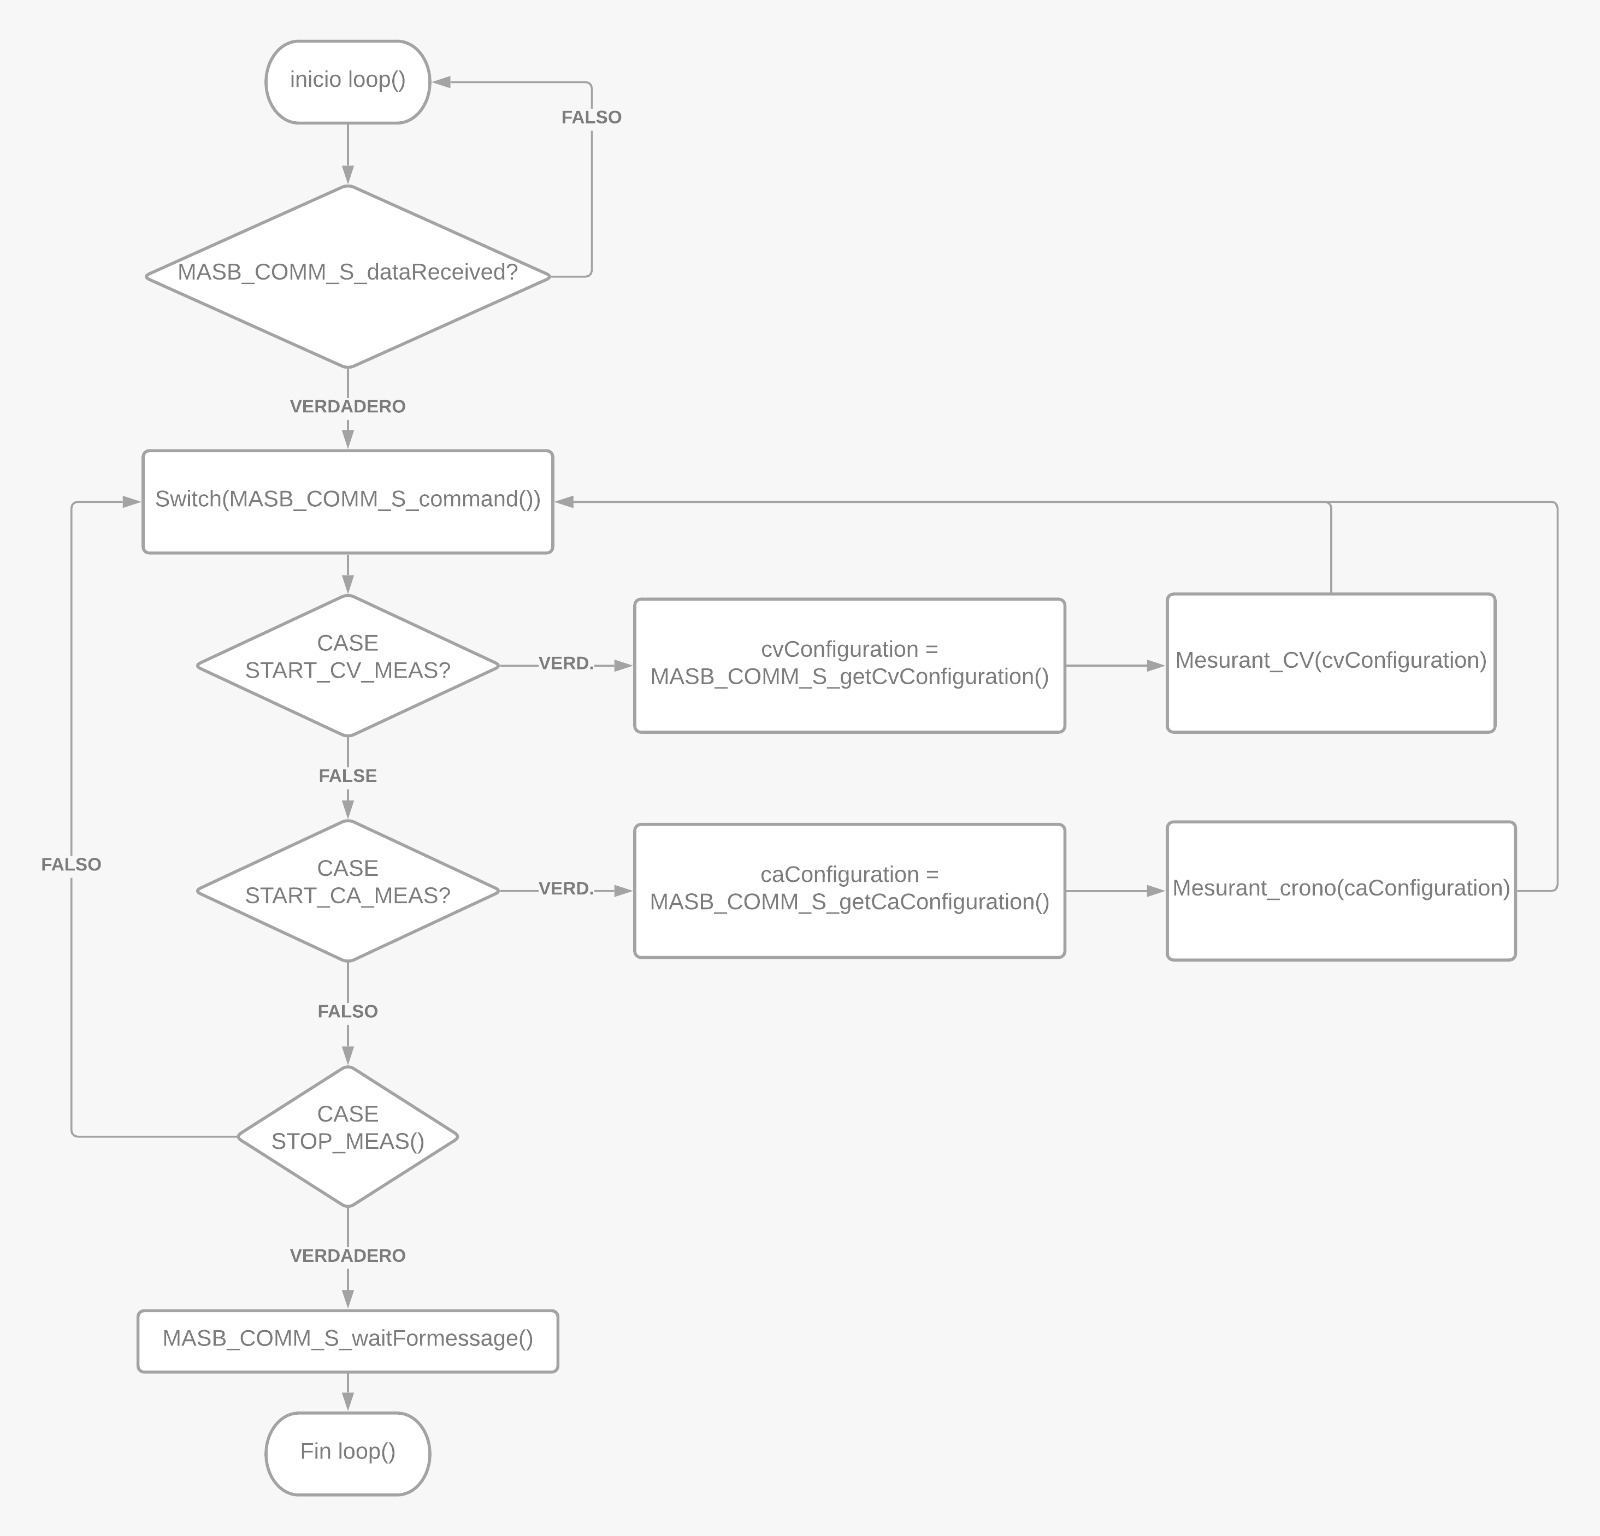 inicio loop()
FALSO
MASB_COMM_S_dataReceived?
VERDADERO
Switch(MASB_COMM_S_command())
CASE
START_CV_MEAS?
VERD.
cvConfiguration =
MASB_COMM_S_getCvConfiguration()
Mesurant_CV(cvConfiguration)
FALSE
FALSO
CASE
START_CA_MEAS?
VERD.
caConfiguration =
MASB_COMM_S_getCaConfiguration()
Mesurant_crono(caConfiguration)
FALSO
CASE
STOP_MEAS()
VERDADERO
MASB_COMM_S_waitFormessage()
Fin loop()